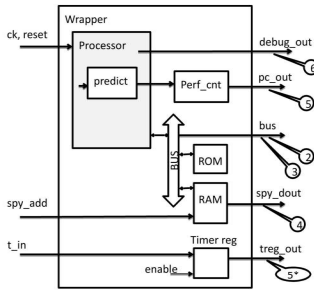 Wrapper
ck, reset
Processor
debug_out
6
predict
Perf_cnt
pc_out
5
bus
2
3
BUS
ROM
RAM
spy_add
spy_dout
4
t_in
Timer reg
treg_out
enable
5*